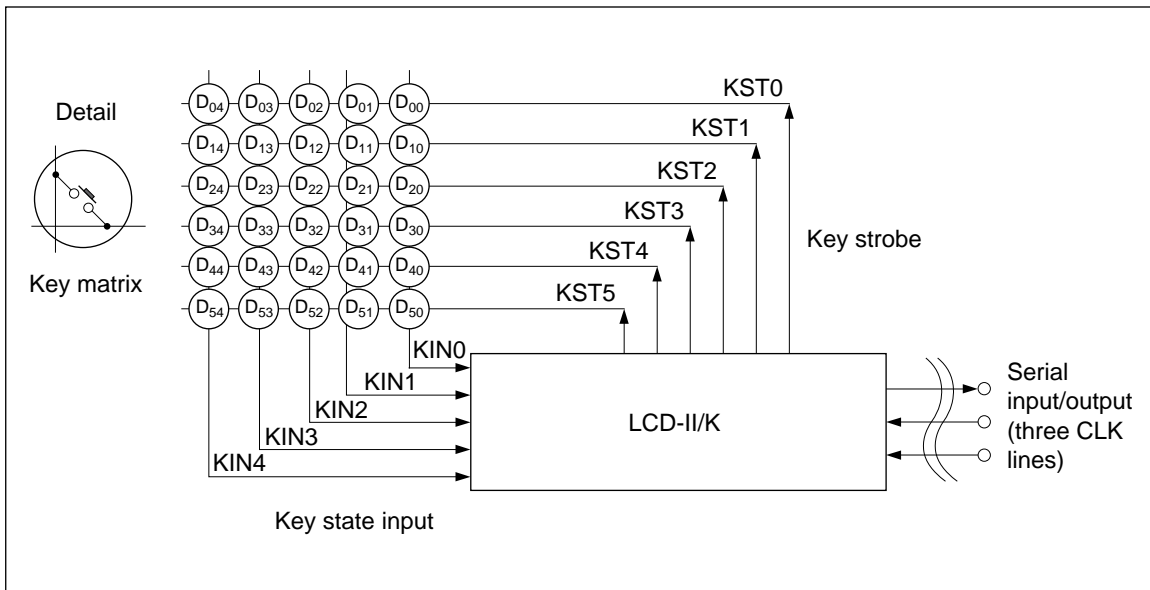 Detail
Key matrix
D04 D03 D02 D01 D00
D14 D13 D12 D11 D10
D24 D23 D22 D21 D20
D34 D33 D32 D31 D30
D44 D43 D42 D41 D40
D54 D53 D52 D51 D50
KST0
KST1
KST2
KST3
KST4
KST5
Key strobe
KIN0
KIN1
KIN2
KIN3
KIN4
Key state input
LCD-II/K
Serial
input/output
(three CLK
lines)